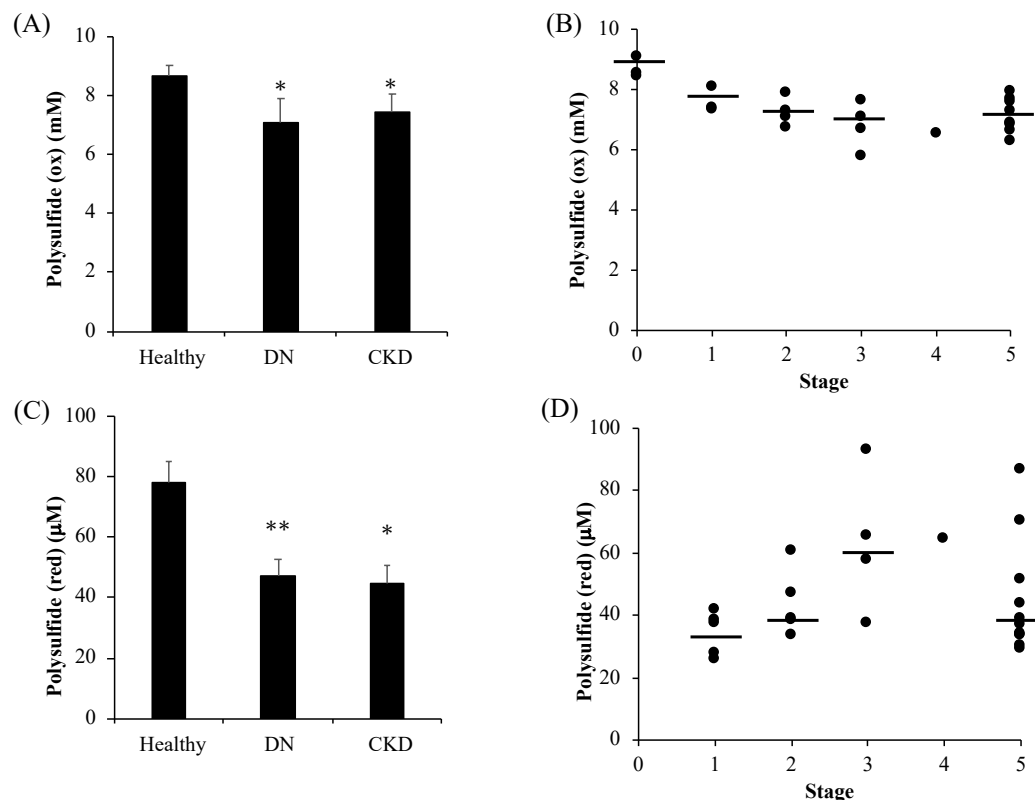 (A)
Polysulfide (ox) (mM)
10
8
6
4
2
0
*
*
Healthy DN CKD
(B)
Polysulfide (ox) (mM)
10
8
6
4
2
0
0 1 2 3 4 5
Stage
(C)
Polysulfide (red) (μM)
100
80
60
40
20
0
**
*
Healthy DN CKD
(D)
Polysulfide (red) (μM)
100
80
60
40
20
0
0 1 2 3 4 5
Stage